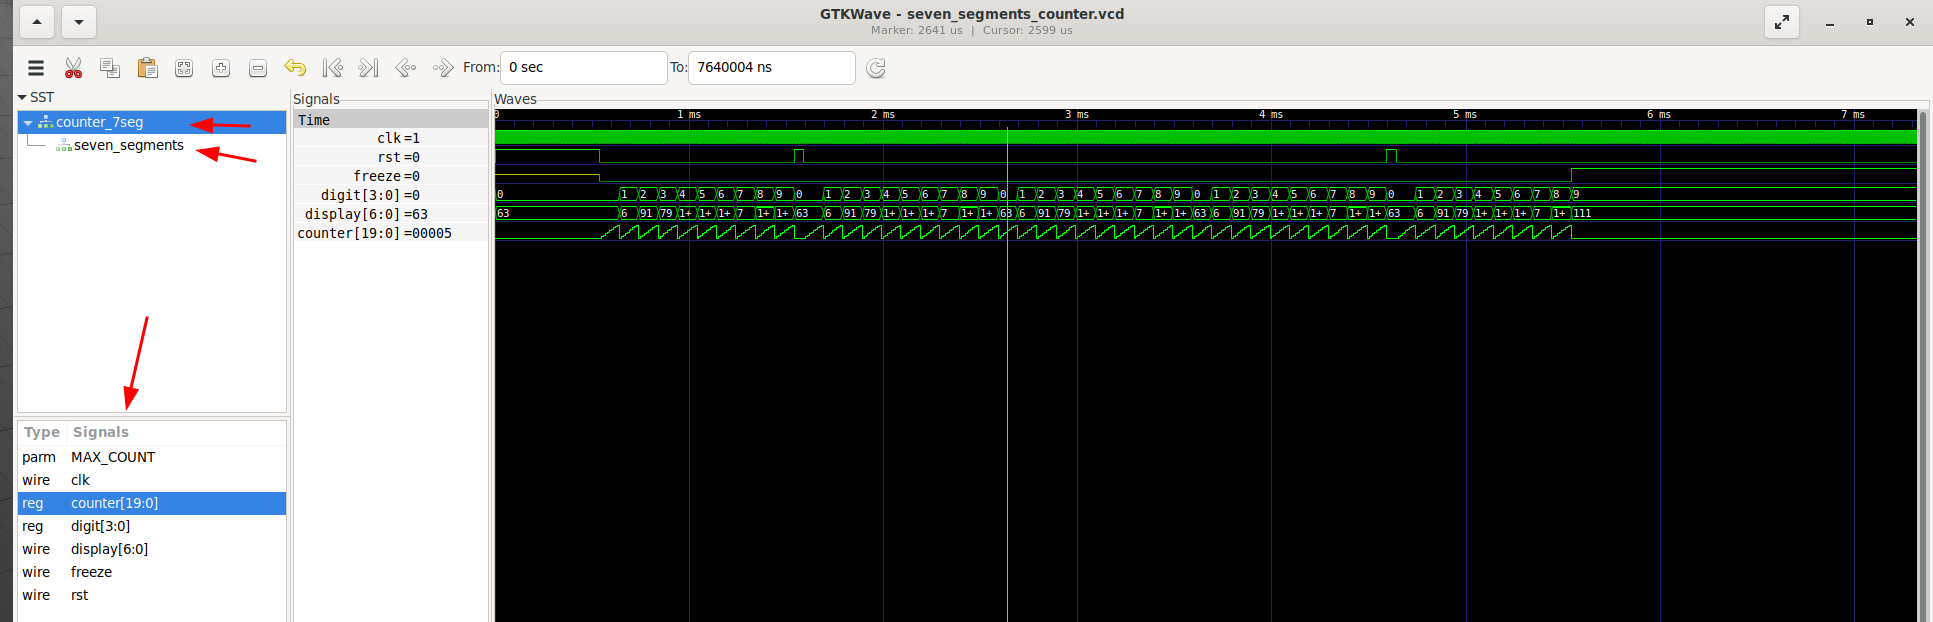 GTKWave - seven_segments_counter.vcd
Marker: 2641 us | Cursor: 2599 us
From: 0 sec To: 7640004 ns
SST
counter_7seg
seven_segments
Type Signals
parm MAX_COUNT
wire clk
reg counter[19:0]
reg digit[3:0]
wire display[6:0]
wire freeze
wire rst
Signals
Time
clk=1
rst=0
freeze=0
digit[3:0]=0
display[6:0]=63
counter[19:0]=00005
Waves
0 1 ms 2 ms 3 ms 4 ms 5 ms 6 ms 7 ms
0 1 2 3 4 5 6 7 8 9 0 1 2 3 4 5 6 7 8 9 0 1 2 3 4 5 6 7 8 9 0 1 2 3 4 5 6 7 8 9 0 1 2 3 4 5 6 7 8 9
63 6 91 79 1+ 1+ 1+ 7 1+ 1+ 63 6 91 79 1+ 1+ 1+ 7 1+ 1+ 63 6 91 79 1+ 1+ 1+ 7 1+ 1+ 63 6 91 79 1+ 1+ 1+ 7 1+ 1+ 63 6 91 79 1+ 1+ 1+ 7 1+ 111